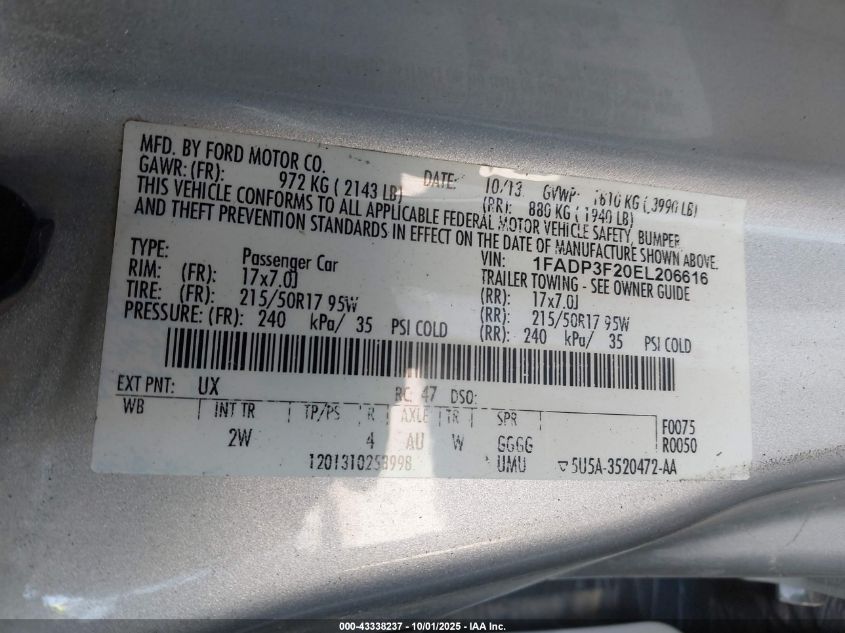 MFD. BY FORD MOTOR CO. DATE: 10/13 GVWR: 1810 KG ( 3990 LB)
GAWR: (FR): 972 KG ( 2143 LB) (RR): 880 KG ( 1940 LB)
THIS VEHICLE CONFORMS TO ALL APPLICABLE FEDERAL MOTOR VEHICLE SAFETY, BUMPER,
AND THEFT PREVENTION STANDARDS IN EFFECT ON THE DATE OF MANUFACTURE SHOWN ABOVE.
VIN: 1FADP3F20EL206616
TYPE: Passenger Car TRAILER TOWING - SEE OWNER GUIDE
RIM: (FR): 17x7.0J (RR): 17x7.0J
TIRE: (FR): 215/50R17 95W (RR): 215/50R17 95W
PRESSURE: (FR): 240 kPa/ 35 PSI COLD (RR): 240 kPa/ 35 PSI COLD
EXT PNT: UX RC: 47 DSO:
WB INT TR TP/PS R AXLE TR SPR F0075
2W 4 AU W GGGG R0050
UMU 5U5A-3520472-AA
000-43338237 - 10/01/2025 - IAA Inc.